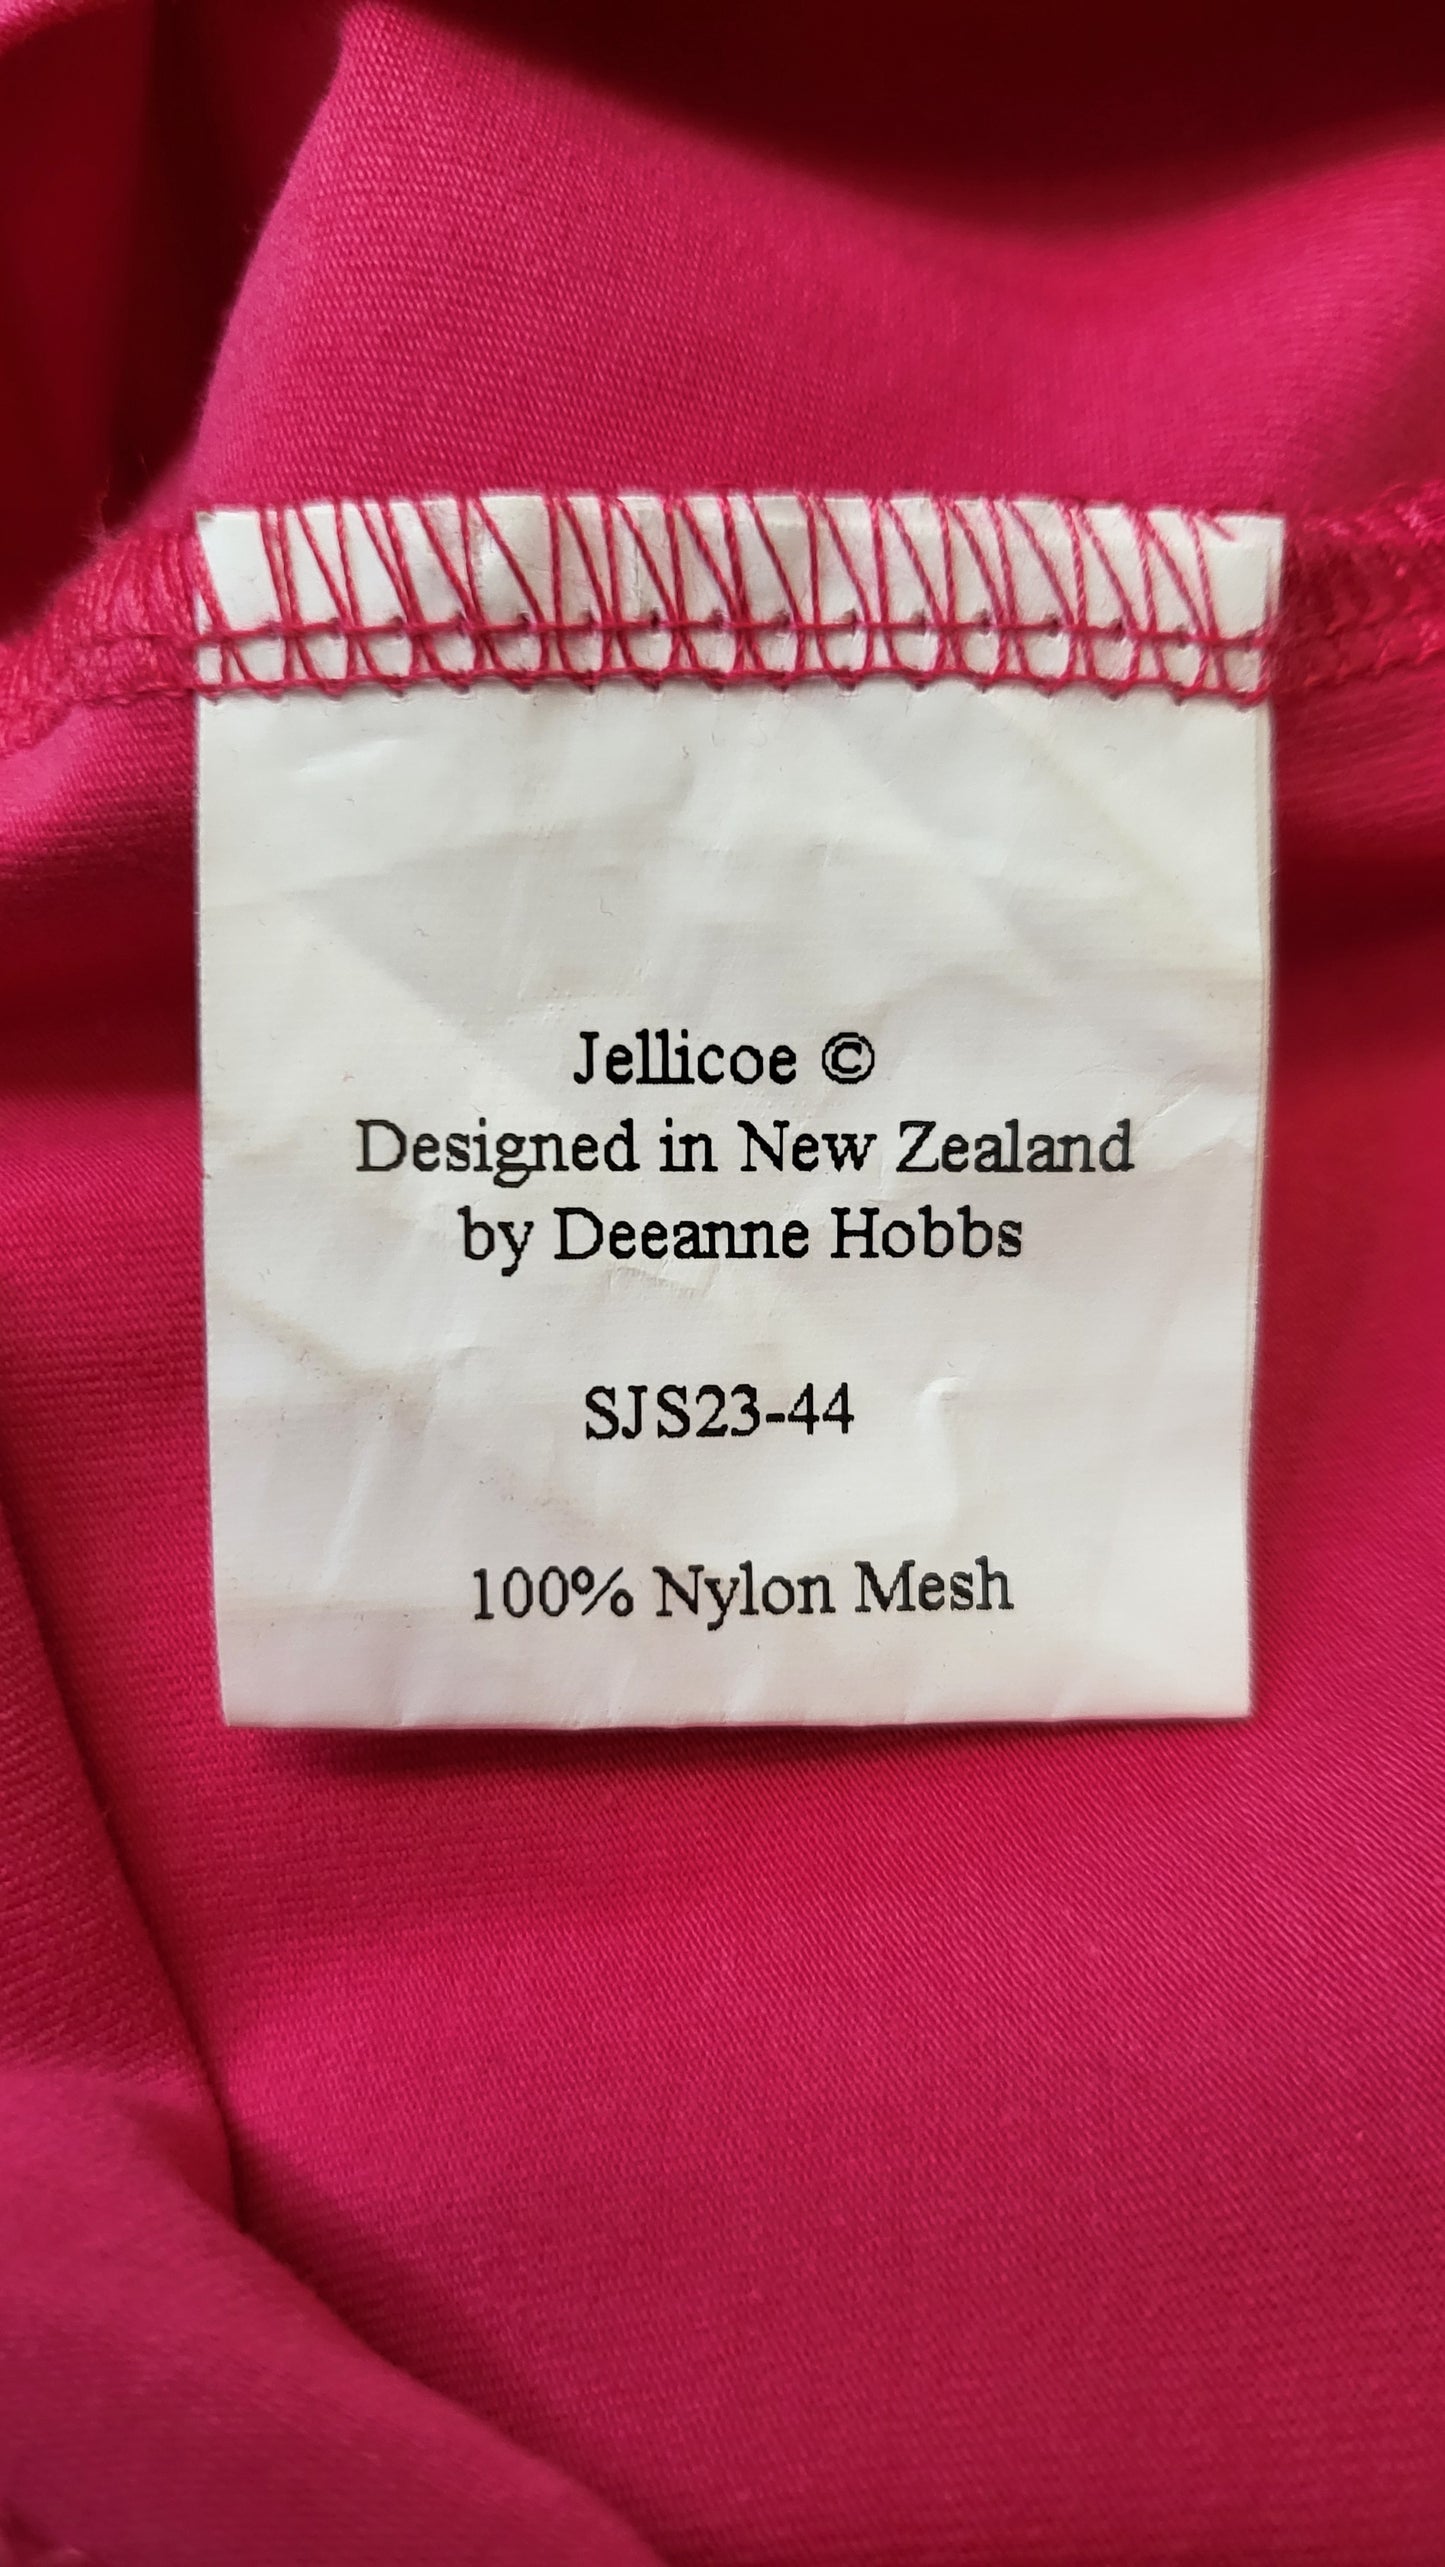 Jellicoe ©
Designed in New Zealand
by Deeanne Hobbs
SJS23-44
100% Nylon Mesh